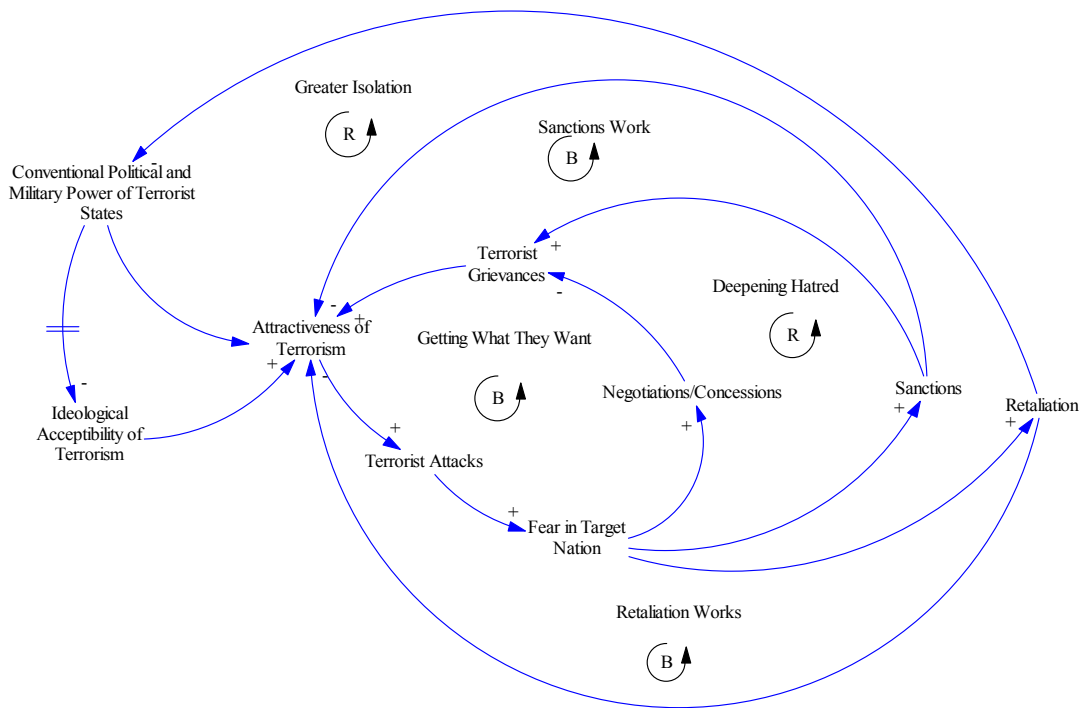 Greater Isolation
R
Sanctions Work
B
-
Conventional Political and
Military Power of Terrorist
States
Terrorist
Grievances
+
-
Deepening Hatred
R
-
+
Attractiveness of
Terrorism
+
-
Getting What They Want
B
Negotiations/Concessions
+
Sanctions
+
Retaliation
+
-
Ideological
Acceptibility of
Terrorism
+
Terrorist Attacks
+
Fear in Target
Nation
Retaliation Works
B